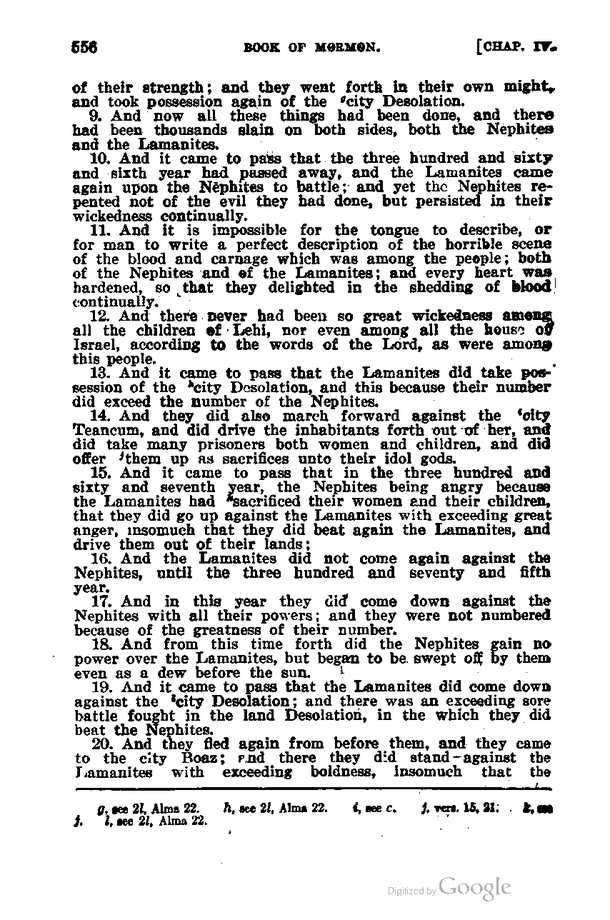 556 BOOK OF MORMON. [CHAP. IV.
of their strength; and they went forth in their own might,
and took possession again of the gcity Desolation.
9. And now all these things had been done, and there
had been thousands slain on both sides, both the Nephites
and the Lamanites.
10. And it came to pass that the three hundred and sixty
and sixth year had passed away, and the Lamanites came
again upon the Nephites to battle; and yet the Nephites re-
pented not of the evil they had done, but persisted in their
wickedness continually.
11. And it is impossible for the tongue to describe, or
for man to write a perfect description of the horrible scene
of the blood and carnage which was among the people; both
of the Nephites and of the Lamanites; and every heart was
hardened, so that they delighted in the shedding of blood
continually.
12. And there never had been so great wickedness among
all the children of Lehi, nor even among all the house of
Israel, according to the words of the Lord, as were among
this people.
13. And it came to pass that the Lamanites did take pos-
session of the hcity Desolation, and this because their number
did exceed the number of the Nephites.
14. And they did also march forward against the icity
Teancum, and did drive the inhabitants forth out of her, and
did take many prisoners both women and children, and did
offer jthem up as sacrifices unto their idol gods.
15. And it came to pass that in the three hundred and
sixty and seventh year, the Nephites being angry because
the Lamanites had ksacrificed their women and their children,
that they did go up against the Lamanites with exceeding great
anger, insomuch that they did beat again the Lamanites, and
drive them out of their lands;
16. And the Lamanites did not come again against the
Nephites, until the three hundred and seventy and fifth
year.
17. And in this year they did come down against the
Nephites with all their powers; and they were not numbered
because of the greatness of their number.
18. And from this time forth did the Nephites gain no
power over the Lamanites, but began to be swept off by them
even as a dew before the sun.
19. And it came to pass that the Lamanites did come down
against the lcity Desolation; and there was an exceeding sore
battle fought in the land Desolation, in the which they did
beat the Nephites.
20. And they fled again from before them, and they came
to the city Boaz; and there they did stand against the
Lamanites with exceeding boldness, insomuch that the
g, see 2l, Alma 22. h, see 2l, Alma 22. i, see c. j, vers. 15, 21. k, see
j. l, see 2l, Alma 22.
Digitized by Google